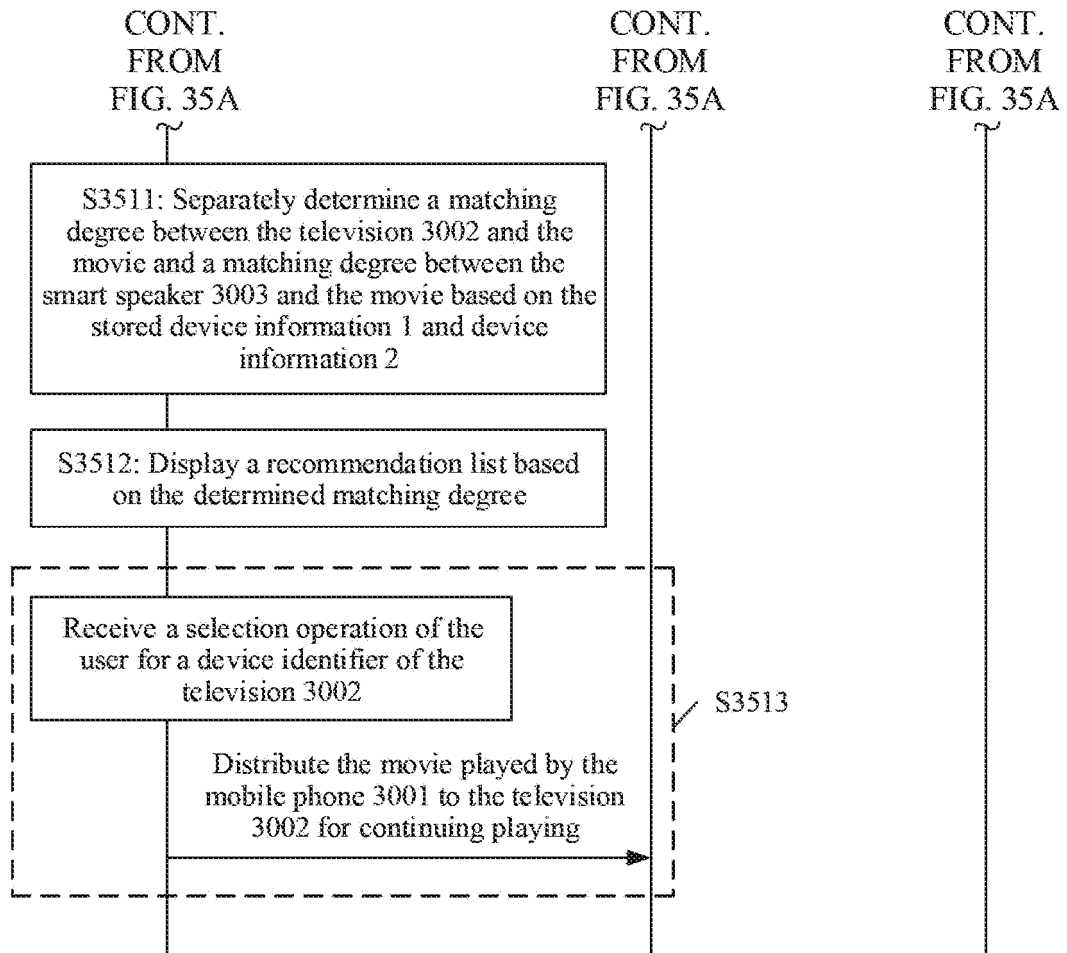 CONT.
FROM
FIG. 35A
CONT.
FROM
FIG. 35A
CONT.
FROM
FIG. 35A
S3511: Separately determine a matching
degree between the television 3002 and the
movie and a matching degree between the
smart speaker 3003 and the movie based on the
stored device information 1 and device
information 2
S3512: Display a recommendation list based
on the determined matching degree
Receive a selection operation of the
user for a device identifier of the
television 3002
S3513
Distribute the movie played by the
mobile phone 3001 to the television
3002 for continuing playing